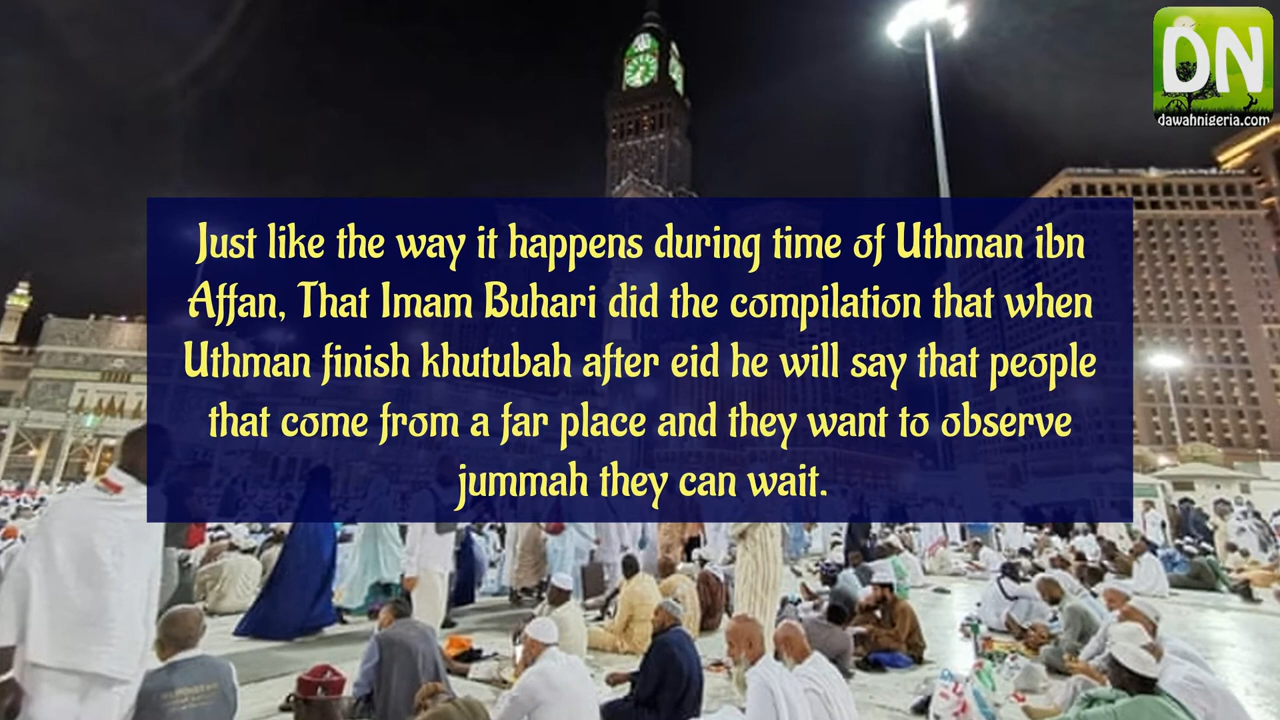 DN
dawahnigeria.com
Just like the way it happens during time of Uthman ibn
Affan, That Imam Buhari did the compilation that when
Uthman finish khutubah after eid he will say that people
that come from a far place and they want to observe
jummah they can wait.